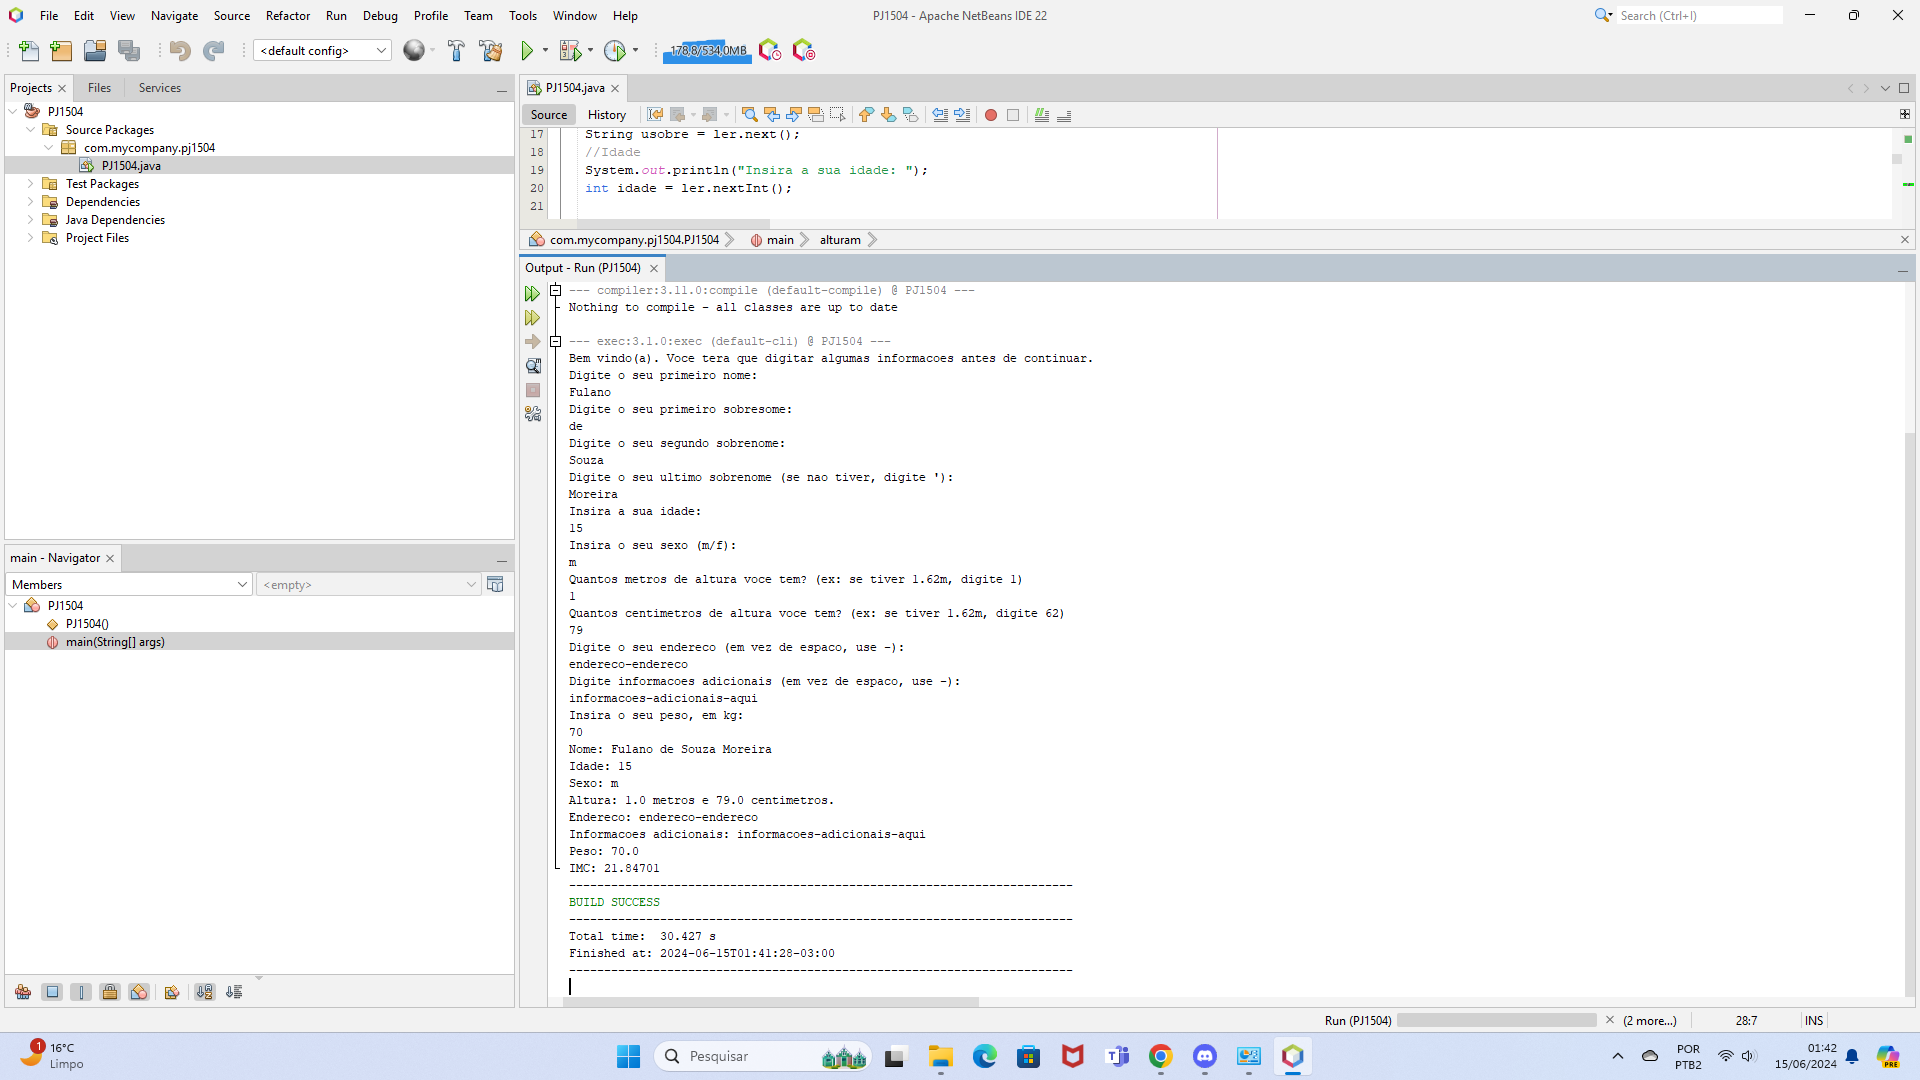 File Edit View Navigate Source Refactor Run Debug Profile Team Tools Window Help
PJ1504 - Apache NetBeans IDE 22
Search (Ctrl+I)
<default config>
178,8/534,0MB
Projects Files Services
PJ1504
Source Packages
com.mycompany.pj1504
PJ1504.java
Test Packages
Dependencies
Java Dependencies
Project Files
main - Navigator
Members
<empty>
PJ1504
PJ1504()
main(String[] args)
PJ1504.java
Source History
17 String usobre = ler.next();
18 //Idade
19 System.out.println("Insira a sua idade: ");
20 int idade = ler.nextInt();
21
com.mycompany.pj1504.PJ1504 main alturam
Output - Run (PJ1504)
--- compiler:3.11.0:compile (default-compile) @ PJ1504 ---
Nothing to compile - all classes are up to date
--- exec:3.1.0:exec (default-cli) @ PJ1504 ---
Bem vindo(a). Voce tera que digitar algumas informacoes antes de continuar.
Digite o seu primeiro nome:
Fulano
Digite o seu primeiro sobresome:
de
Digite o seu segundo sobrenome:
Souza
Digite o seu ultimo sobrenome (se nao tiver, digite '):
Moreira
Insira a sua idade:
15
Insira o seu sexo (m/f):
m
Quantos metros de altura voce tem? (ex: se tiver 1.62m, digite 1)
1
Quantos centimetros de altura voce tem? (ex: se tiver 1.62m, digite 62)
79
Digite o seu endereco (em vez de espaco, use -):
endereco-endereco
Digite informacoes adicionais (em vez de espaco, use -):
informacoes-adicionais-aqui
Insira o seu peso, em kg:
70
Nome: Fulano de Souza Moreira
Idade: 15
Sexo: m
Altura: 1.0 metros e 79.0 centimetros.
Endereco: endereco-endereco
Informacoes adicionais: informacoes-adicionais-aqui
Peso: 70.0
IMC: 21.84701
------------------------------------------------------------------------
BUILD SUCCESS
------------------------------------------------------------------------
Total time:  30.427 s
Finished at: 2024-06-15T01:41:28-03:00
------------------------------------------------------------------------
Run (PJ1504) (2 more...) 28:7 INS
1
16°C
Limpo
Pesquisar
POR
PTB2
01:42
15/06/2024
PRE